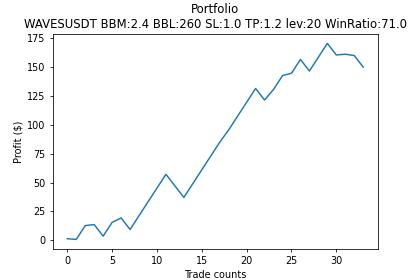 Portfolio
WAVESUSDT BBM:2.4 BBL:260 SL:1.0 TP:1.2 lev:20 WinRatio:71.0
175
150
125
100
75
50
25
0
Profit ($)
0 5 10 15 20 25 30
Trade counts